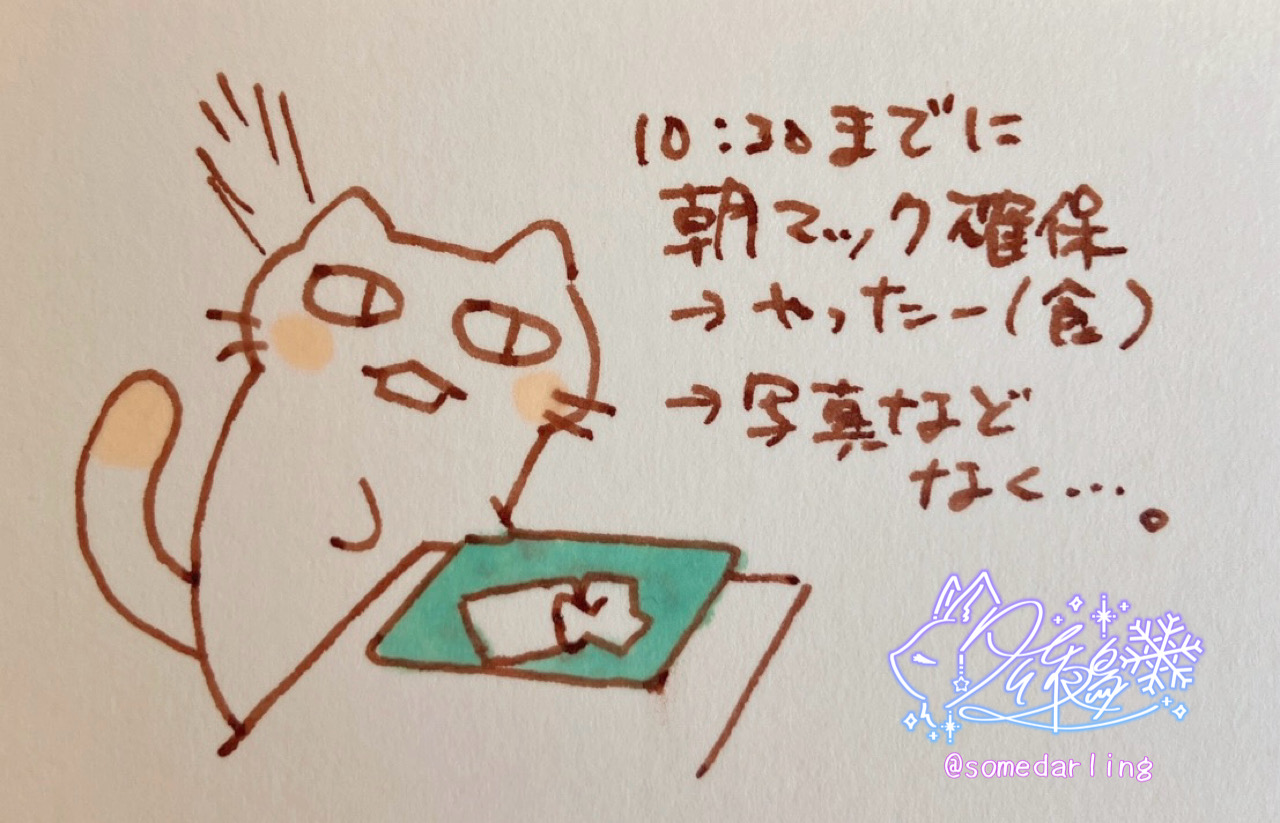 10:30までに
朝マック確保
→やったー(食)
→写真など
なく…。
@somedarling